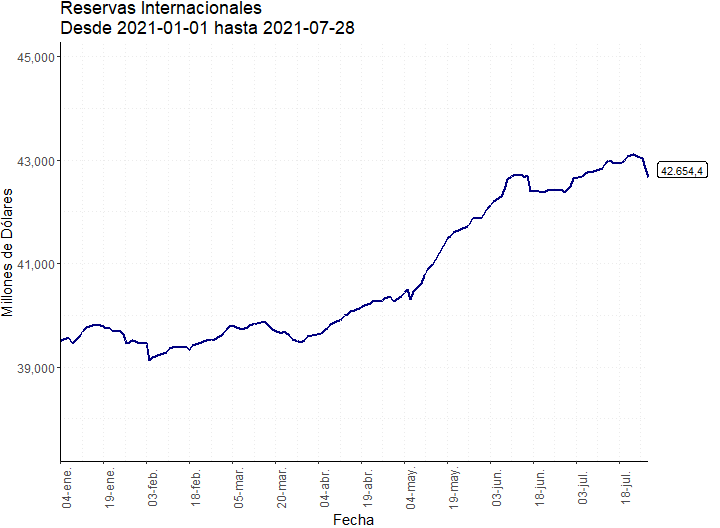 Reservas Internacionales
Desde 2021-01-01 hasta 2021-07-28
45,000
43,000
42.654,4
41,000
39,000
Millones de Dólares
04-ene.
19-ene.
03-feb.
18-feb.
05-mar.
20-mar.
04-abr.
19-abr.
04-may.
19-may.
03-jun.
18-jun.
03-jul.
18-jul.
Fecha